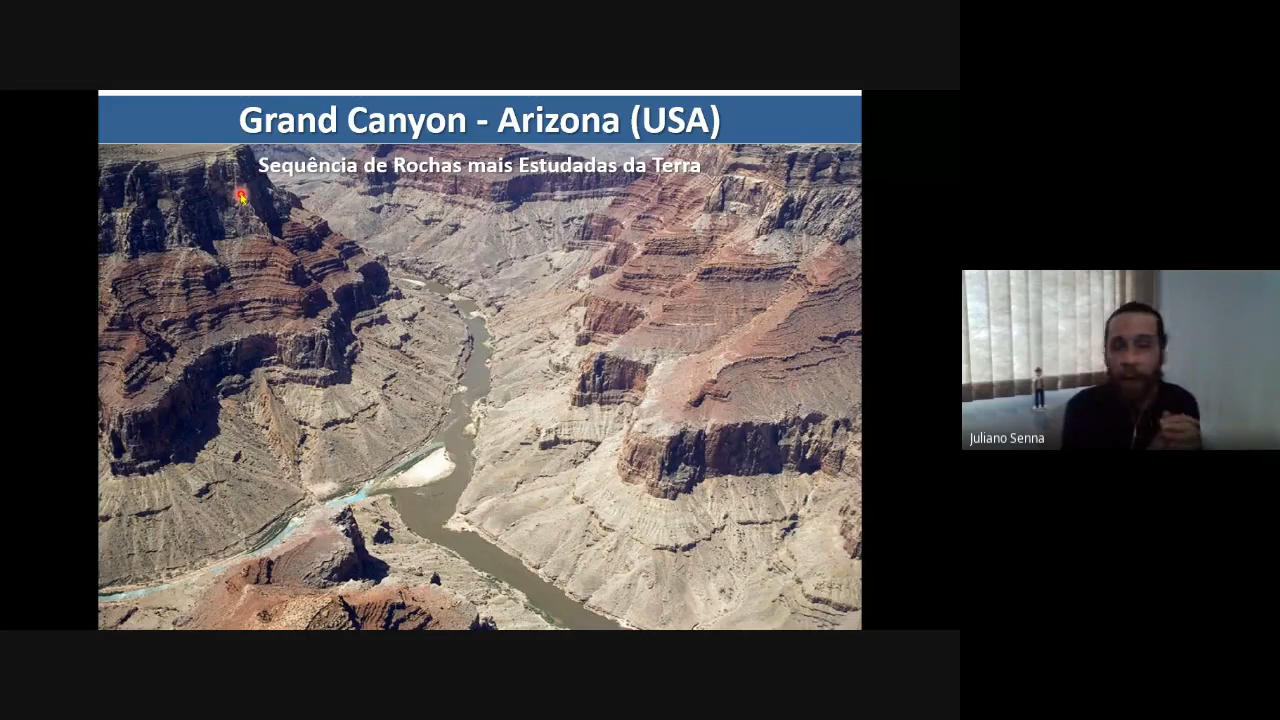 Grand Canyon - Arizona (USA)
Sequência de Rochas mais Estudadas da Terra
Juliano Senna